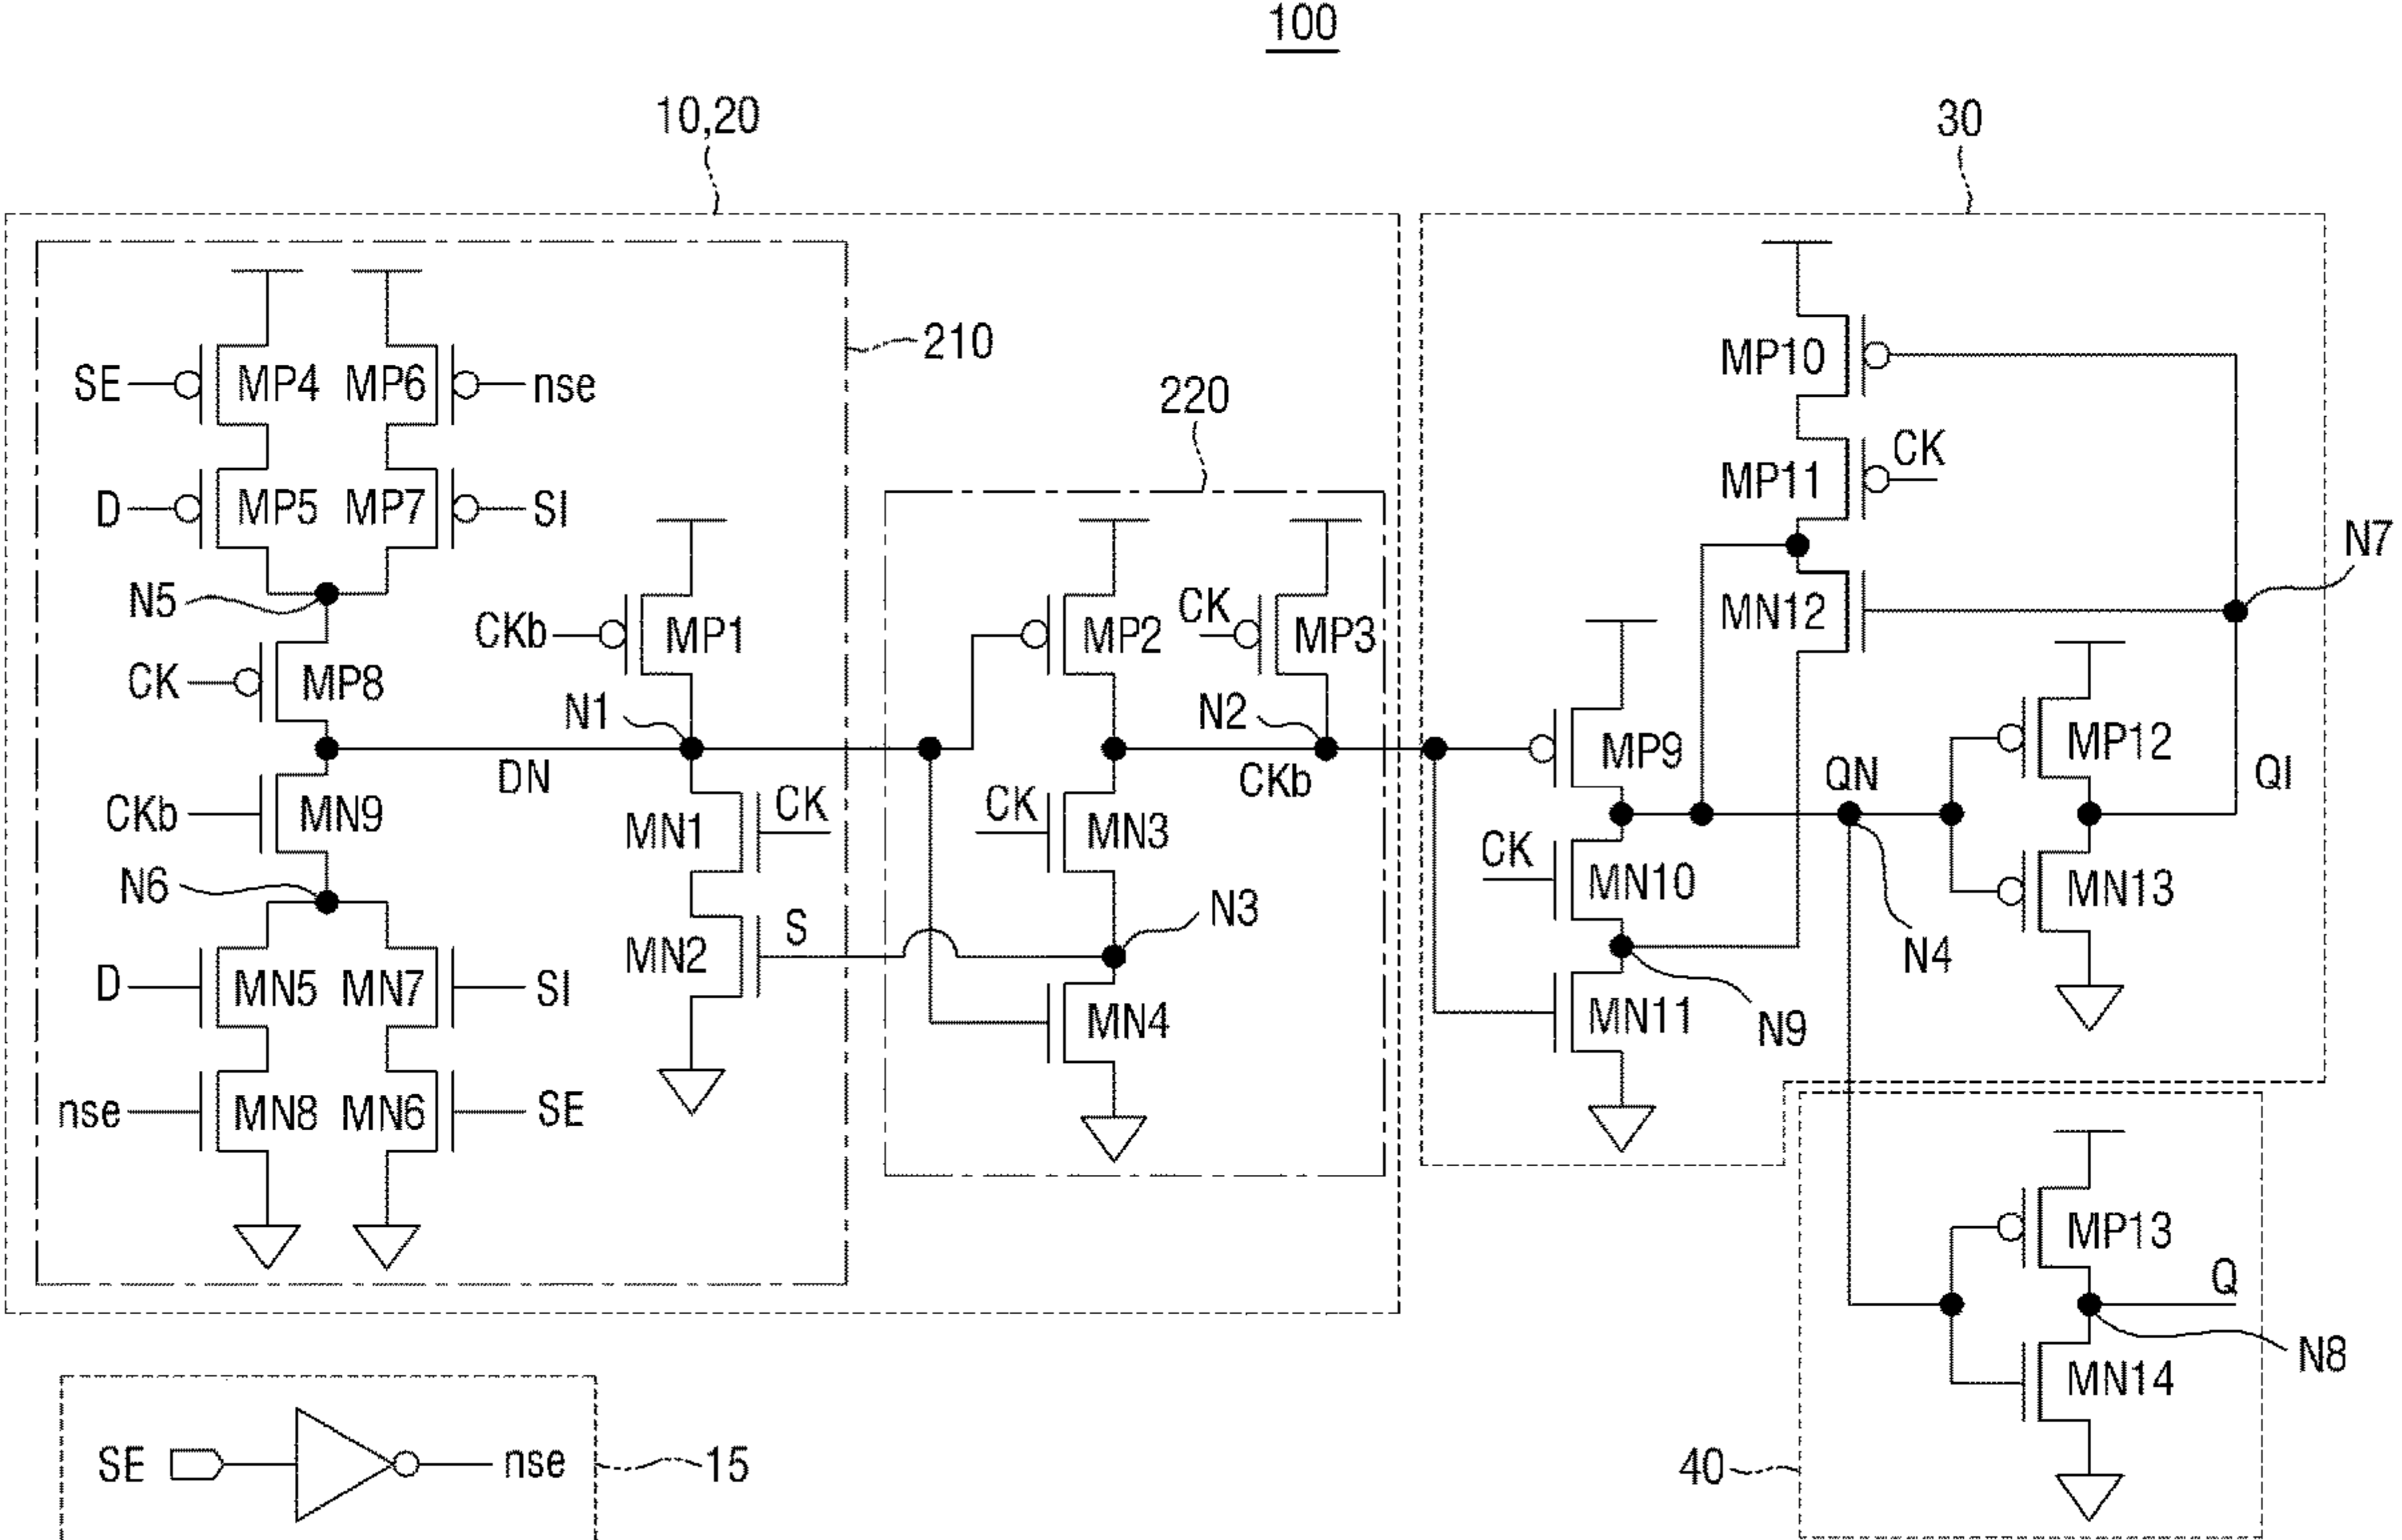 100
10,20
30
210
SE
MP4
MP6
nse
220
MP10
D
MP5
MP7
SI
MP11
CK
N7
N5
CKb
MP1
MP2
CK
MP3
MN12
CK
MP8
N1
N2
MP9
MP12
DN
CKb
QN
QI
CKb
MN9
MN1
CK
CK
MN3
CK
MN10
MN13
N6
MN2
S
N3
N4
D
MN5
MN7
SI
MN4
MN11
N9
nse
MN8
MN6
SE
MP13
Q
N8
MN14
SE
nse
15
40